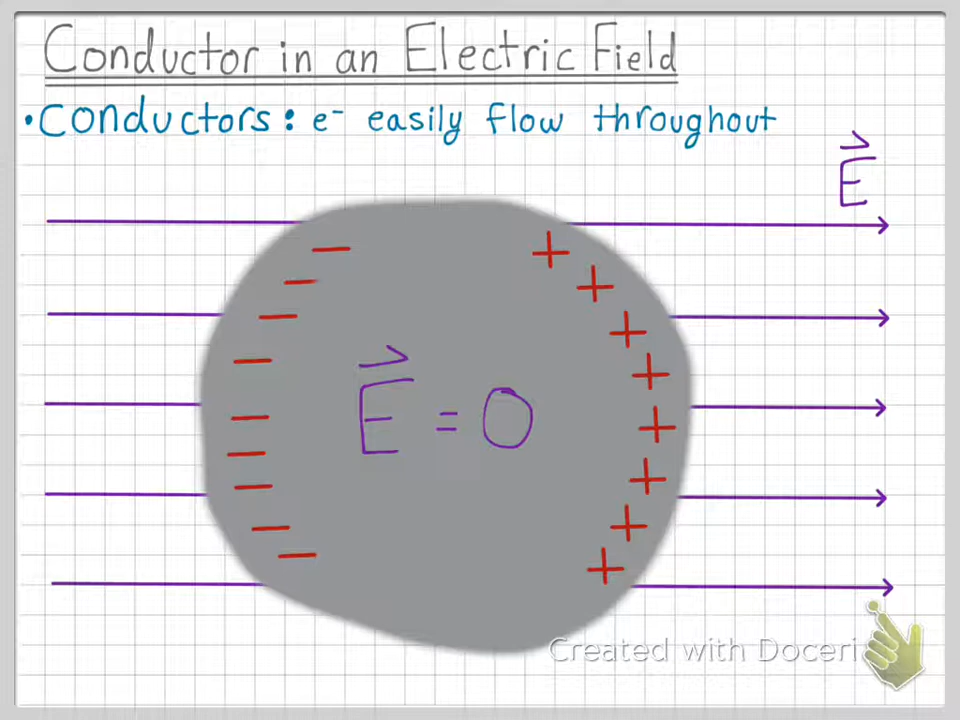 Conductor in an Electric Field
• Conductors: e⁻ easily flow throughout
E⃗
− + − + − + − + − + − + − + − + −
E⃗ = 0
Created with Doceri